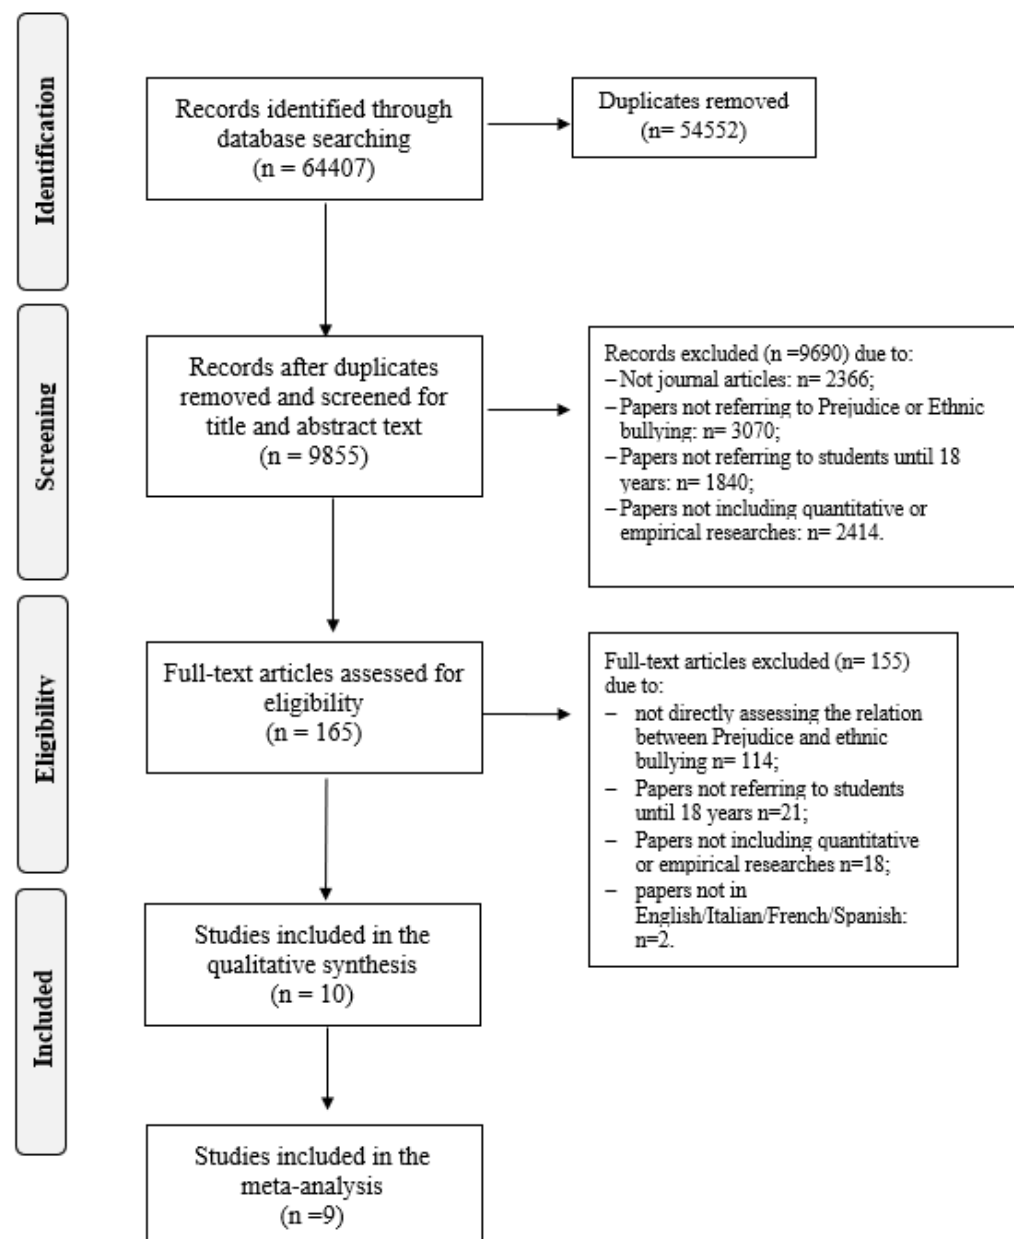 Identification
Records identified through
database searching
(n = 64407)
Duplicates removed
(n= 54552)
Screening
Records after duplicates
removed and screened for
title and abstract text
(n = 9855)
Records excluded (n =9690) due to:
–Not journal articles: n= 2366;
–Papers not referring to Prejudice or Ethnic
bullying: n= 3070;
–Papers not referring to students until 18
years: n= 1840;
–Papers not including quantitative or
empirical researches: n= 2414.
Eligibility
Full-text articles assessed for
eligibility
(n = 165)
Full-text articles excluded (n= 155)
due to:
– not directly assessing the relation
between Prejudice and ethnic
bullying n= 114;
– Papers not referring to students
until 18 years n=21;
– Papers not including quantitative
or empirical researches n=18;
– papers not in
English/Italian/French/Spanish:
n=2.
Included
Studies included in the
qualitative synthesis
(n = 10)
Studies included in the
meta-analysis
(n =9)